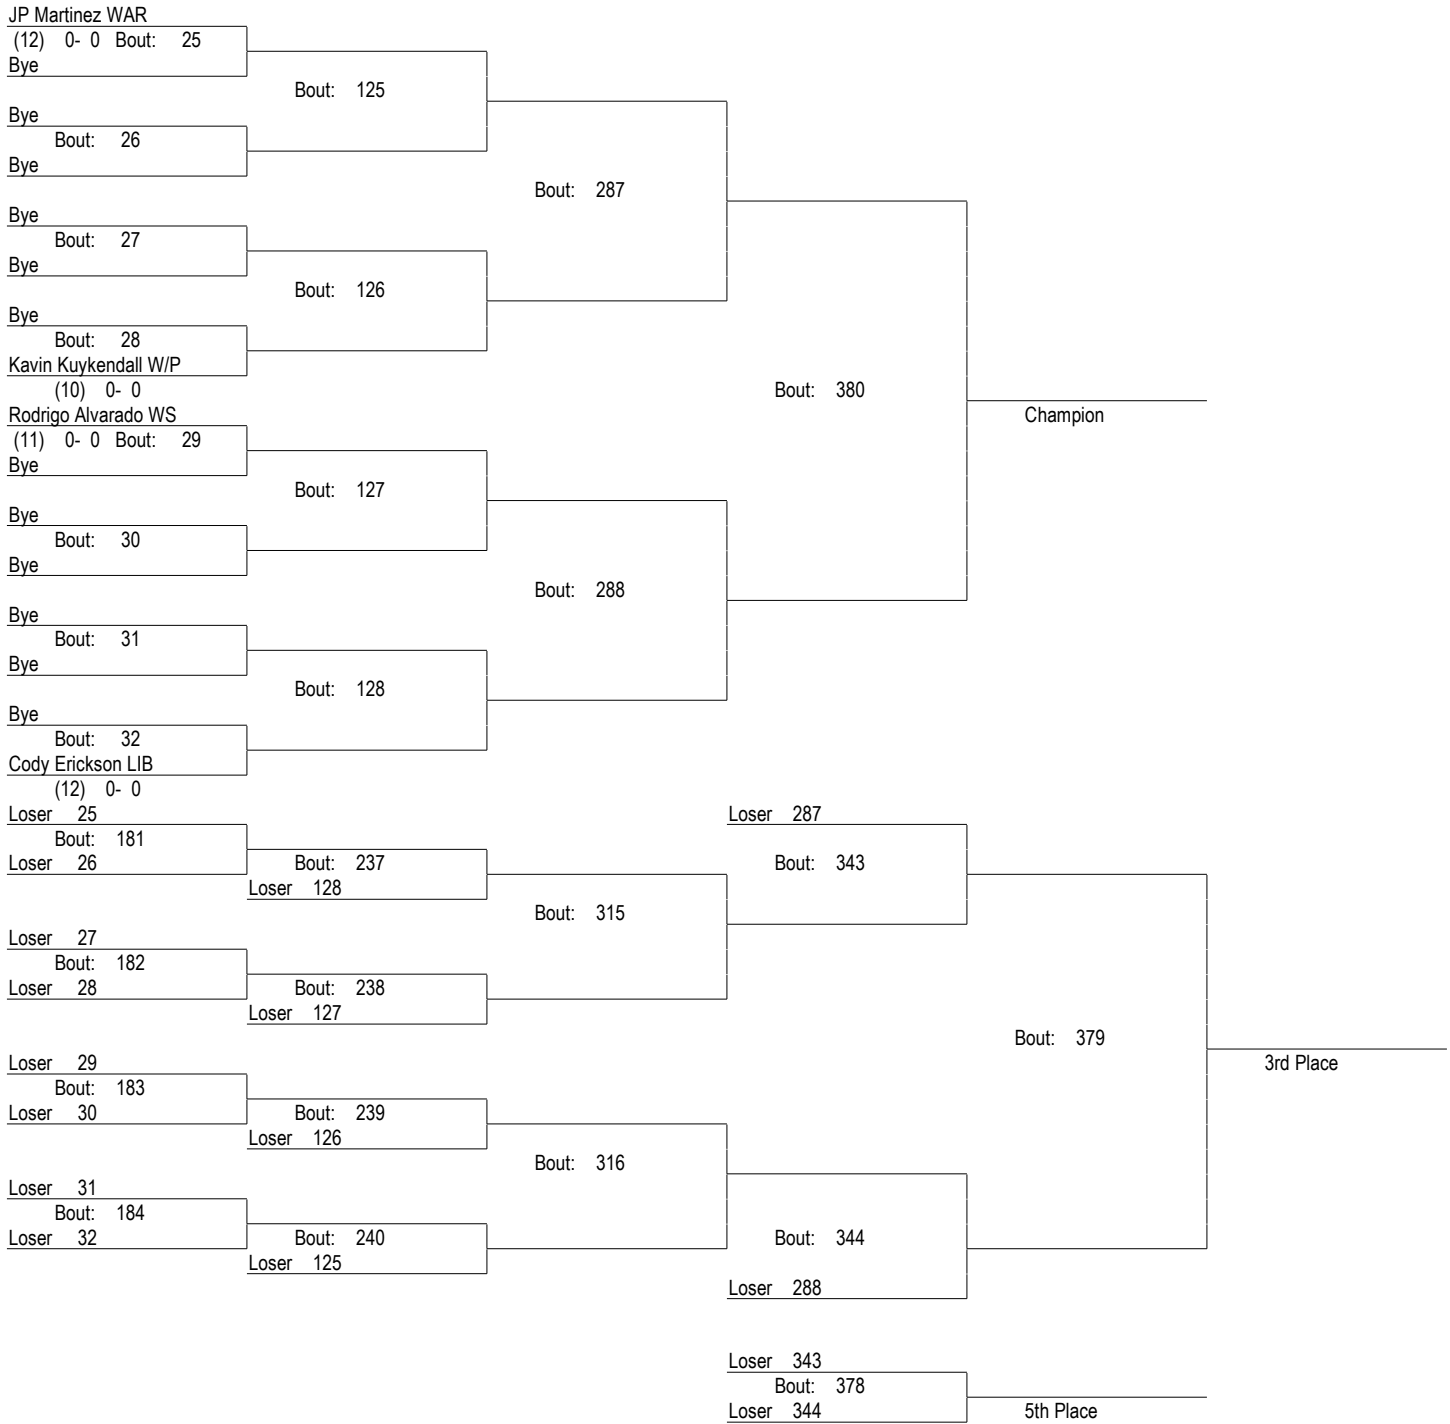 JP Martinez WAR
(12) 0- 0 Bout: 25
Bye
Bout: 125
Bye
Bout: 26
Bye
Bout: 287
Bye
Bout: 27
Bye
Bout: 126
Bye
Bout: 28
Kavin Kuykendall W/P
(10) 0- 0
Bout: 380
Champion
Rodrigo Alvarado WS
(11) 0- 0 Bout: 29
Bye
Bout: 127
Bye
Bout: 30
Bye
Bout: 288
Bye
Bout: 31
Bye
Bout: 128
Bye
Bout: 32
Cody Erickson LIB
(12) 0- 0
Loser 25
Bout: 181
Loser 26
Bout: 237
Loser 128
Loser 287
Bout: 343
Bout: 315
Loser 27
Bout: 182
Loser 28
Bout: 238
Loser 127
Bout: 379
3rd Place
Loser 29
Bout: 183
Loser 30
Bout: 239
Loser 126
Bout: 316
Loser 31
Bout: 184
Loser 32
Bout: 240
Loser 125
Bout: 344
Loser 288
Loser 343
Bout: 378
Loser 344
5th Place